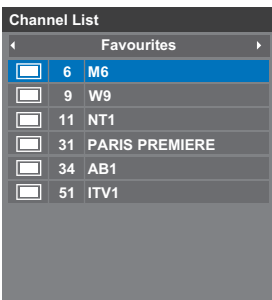 Channel List
Favourites
6 M6
9 W9
11 NT1
31 PARIS PREMIERE
34 AB1
51 ITV1